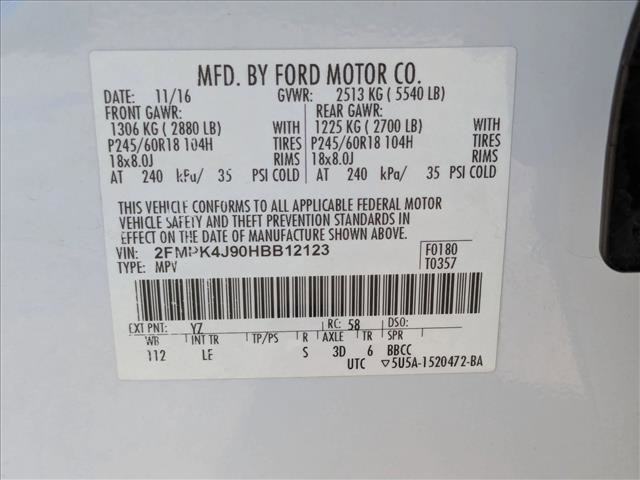 MFD. BY FORD MOTOR CO.
DATE: 11/16 GVWR: 2513 KG ( 5540 LB)
FRONT GAWR: REAR GAWR:
1306 KG ( 2880 LB) WITH 1225 KG ( 2700 LB) WITH
P245/60R18 104H TIRES P245/60R18 104H TIRES
18x8.0J RIMS 18x8.0J RIMS
AT 240 kPa/ 35 PSI COLD AT 240 kPa/ 35 PSI COLD
THIS VEHICLE CONFORMS TO ALL APPLICABLE FEDERAL MOTOR
VEHICLE SAFETY AND THEFT PREVENTION STANDARDS IN
EFFECT ON THE DATE OF MANUFACTURE SHOWN ABOVE.
VIN: 2FMPK4J90HBB12123 F0180
TYPE: MPV T0357
EXT PNT: YZ RC: 58 DSO:
WB INT TR TP/PS R AXLE TR SPR
112 LE S 3D 6 BBCC
UTC ▽5U5A-1520472-BA